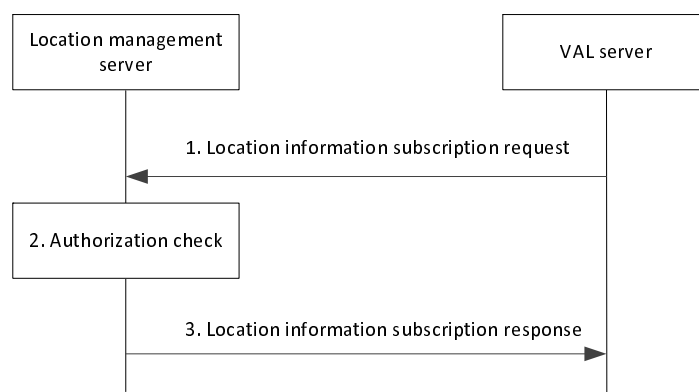 Location management
server
VAL server
1. Location information subscription request
2. Authorization check
3. Location information subscription response